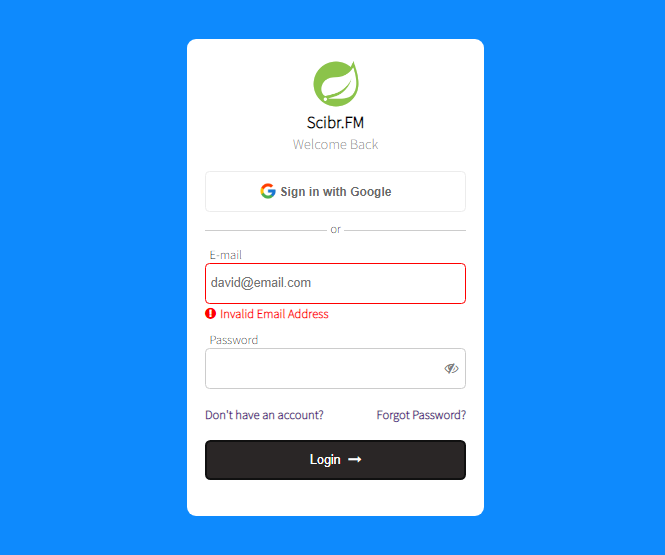 Scibr.FM
Welcome Back
Sign in with Google
or
E-mail
david@email.com
Invalid Email Address
Password
Don't have an account? Forgot Password?
Login